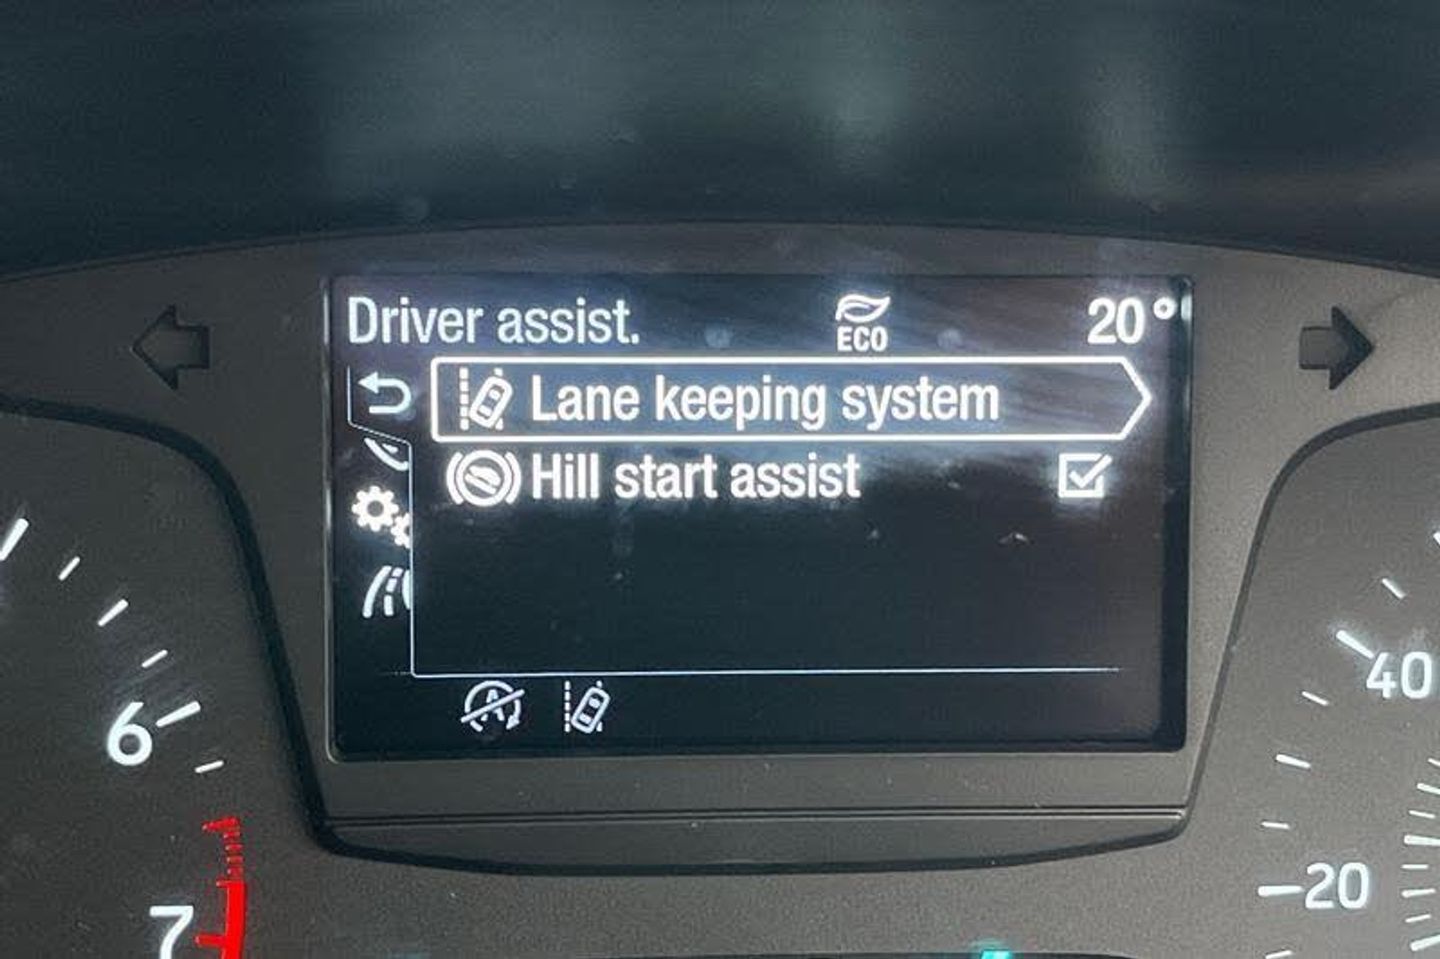 Driver assist.
ECO
20°
Lane keeping system
Hill start assist
A
6
7
40
20